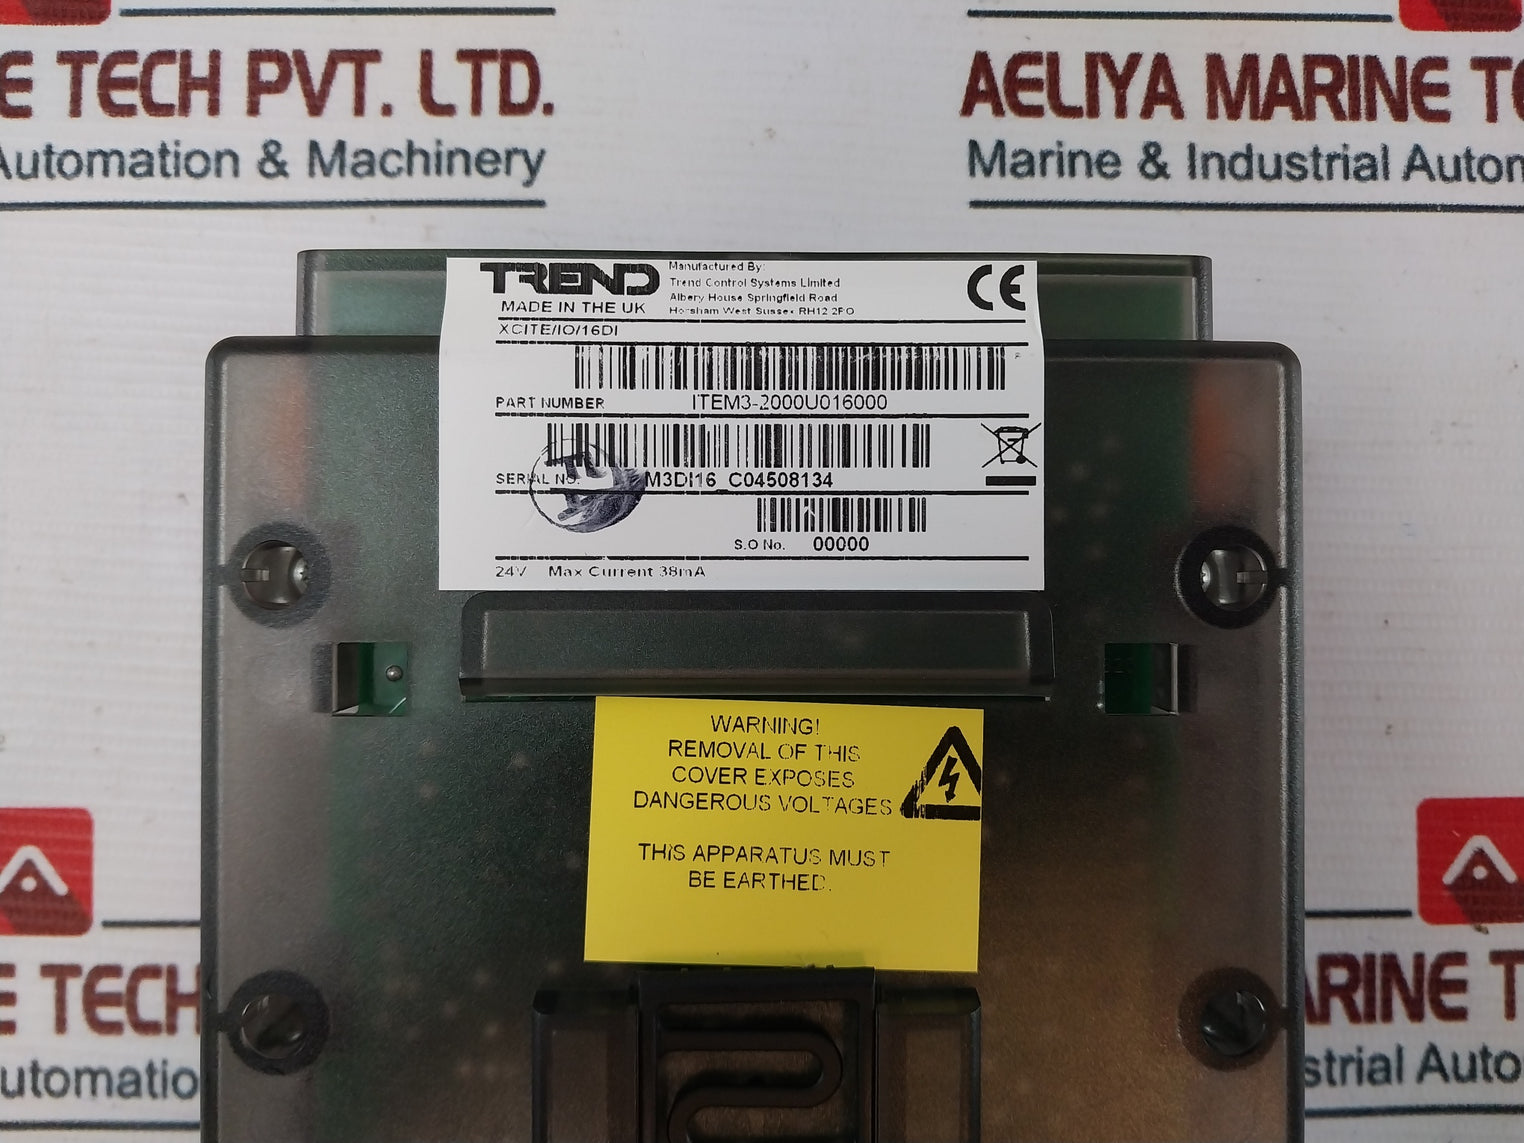 E TECH PVT. LTD.
Automation & Machinery
AELIYA MARINE TE
Marine & Industrial Autom
TREND
MADE IN THE UK
Manufactured By:
Trend Control Systems Limited
Albery House Springfield Road
Horsham West Sussex RH12 2PQ
CE
XCITE/IO/16DI
PART NUMBER ITEM3-2000U016000
SERIAL NO. M3DI16 C04508134
S.O No. 00000
24V Max Current 38mA
WARNING!
REMOVAL OF THIS
COVER EXPOSES
DANGEROUS VOLTAGES
THIS APPARATUS MUST
BE EARTHED.
E TECH
utomatio
ARINE TE
strial Auto